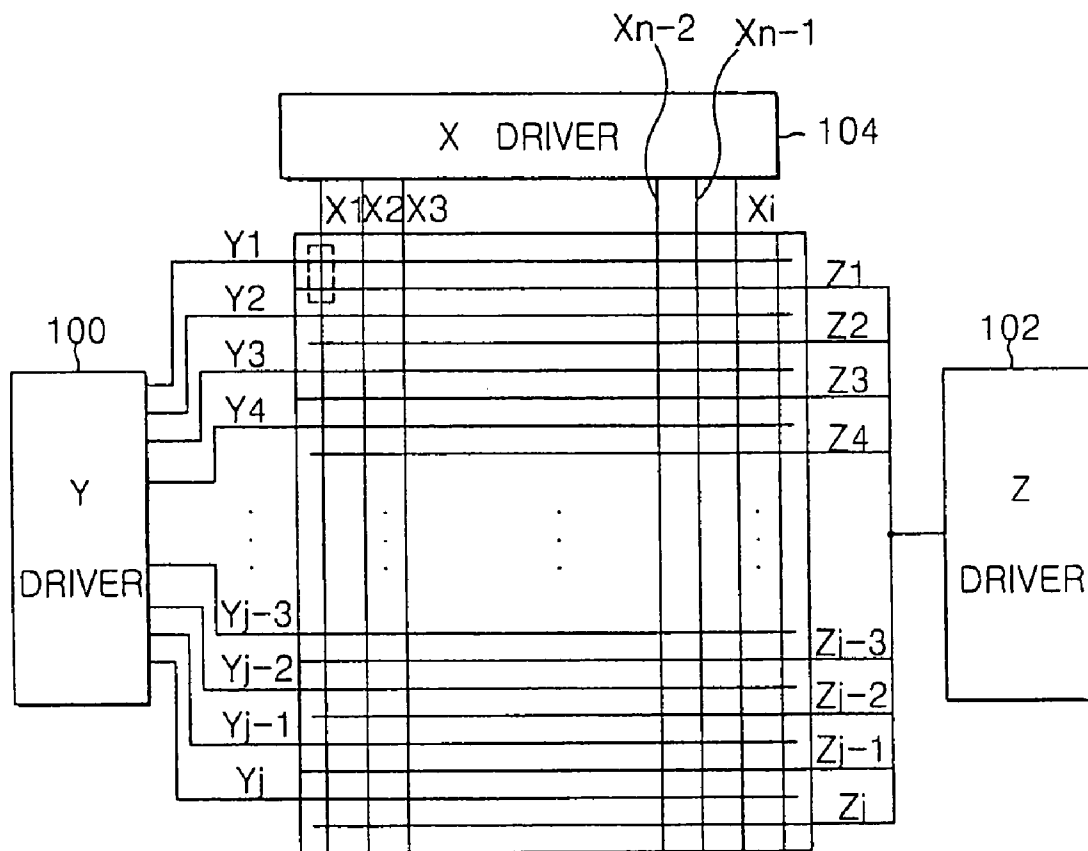 Xn-2 Xn-1
X DRIVER
104
X1 X2 X3 Xi
Y1
Z1
Y2
100
Z2
102
Y3
Z3
Y4
Z4
Y DRIVER
Z DRIVER
Yj-3
Zj-3
Yj-2
Zj-2
Yj-1
Zj-1
Yj
Zj